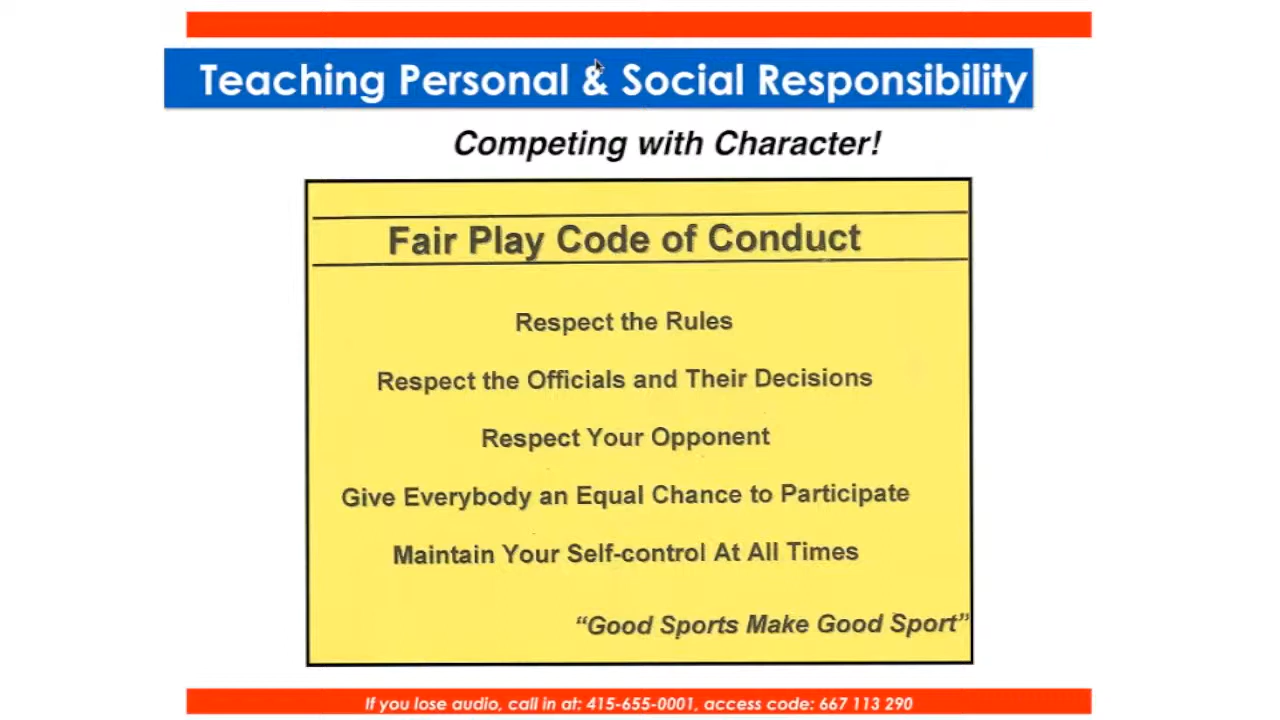 Teaching Personal & Social Responsibility
Competing with Character!
Fair Play Code of Conduct
Respect the Rules
Respect the Officials and Their Decisions
Respect Your Opponent
Give Everybody an Equal Chance to Participate
Maintain Your Self-control At All Times
“Good Sports Make Good Sport”
If you lose audio, call in at: 415-655-0001, access code: 667 113 290